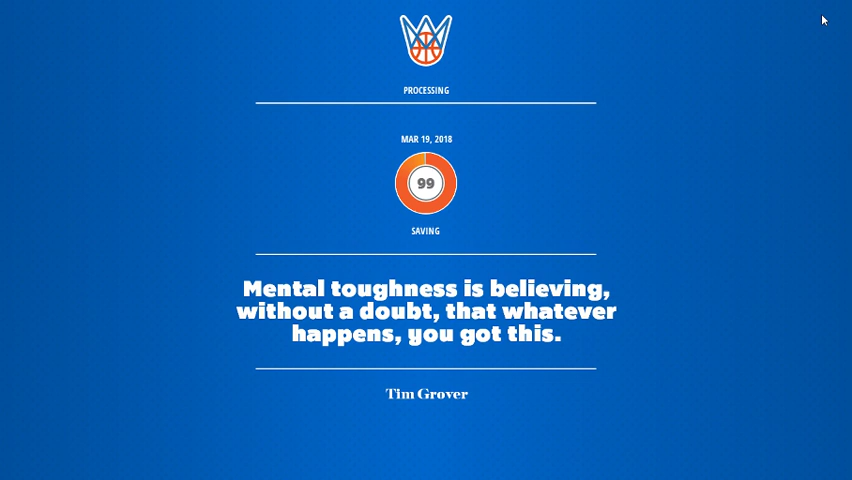 PROCESSING
MAR 19, 2018
99
SAVING
Mental toughness is believing,
without a doubt, that whatever
happens, you got this.
Tim Grover